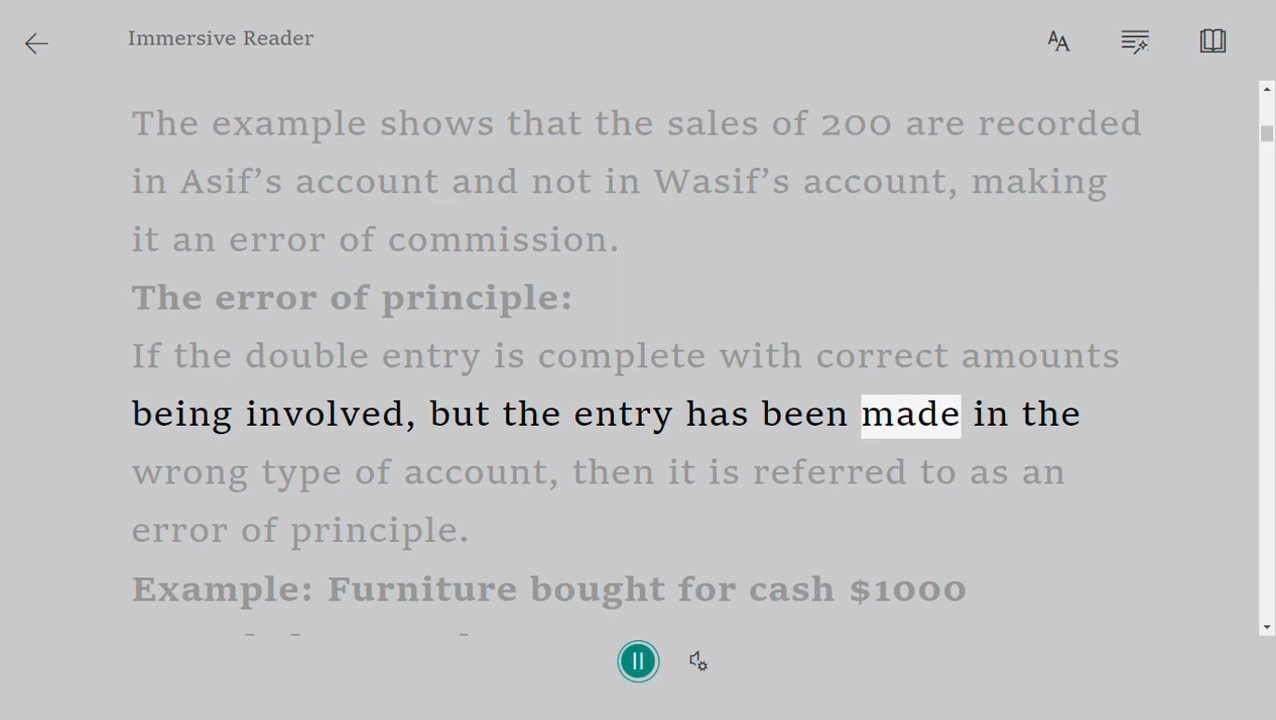 Immersive Reader
The example shows that the sales of 200 are recorded
in Asif’s account and not in Wasif’s account, making
it an error of commission.
The error of principle:
If the double entry is complete with correct amounts
being involved, but the entry has been made in the
wrong type of account, then it is referred to as an
error of principle.
Example: Furniture bought for cash $1000